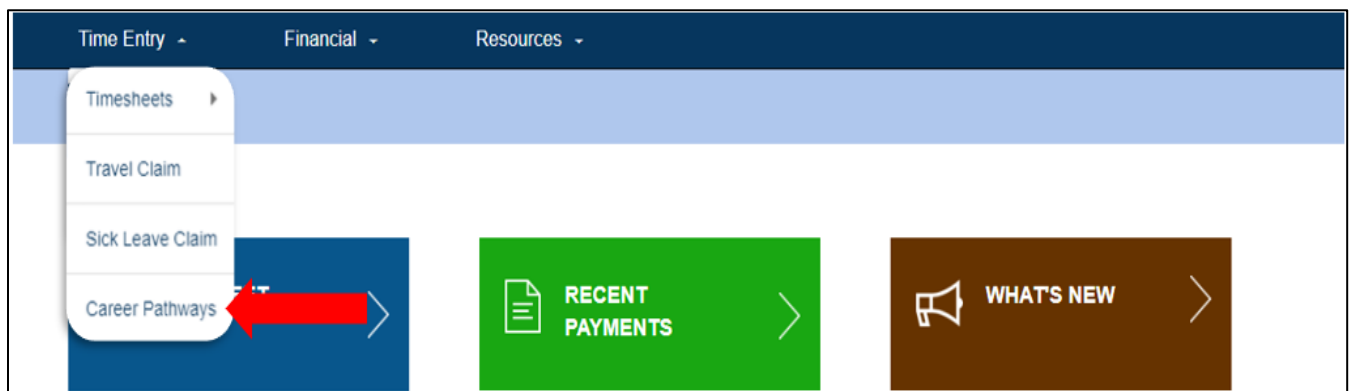 Time Entry Financial Resources
Timesheets
Travel Claim
Sick Leave Claim
Career Pathways
RECENT
PAYMENTS
WHAT'S NEW